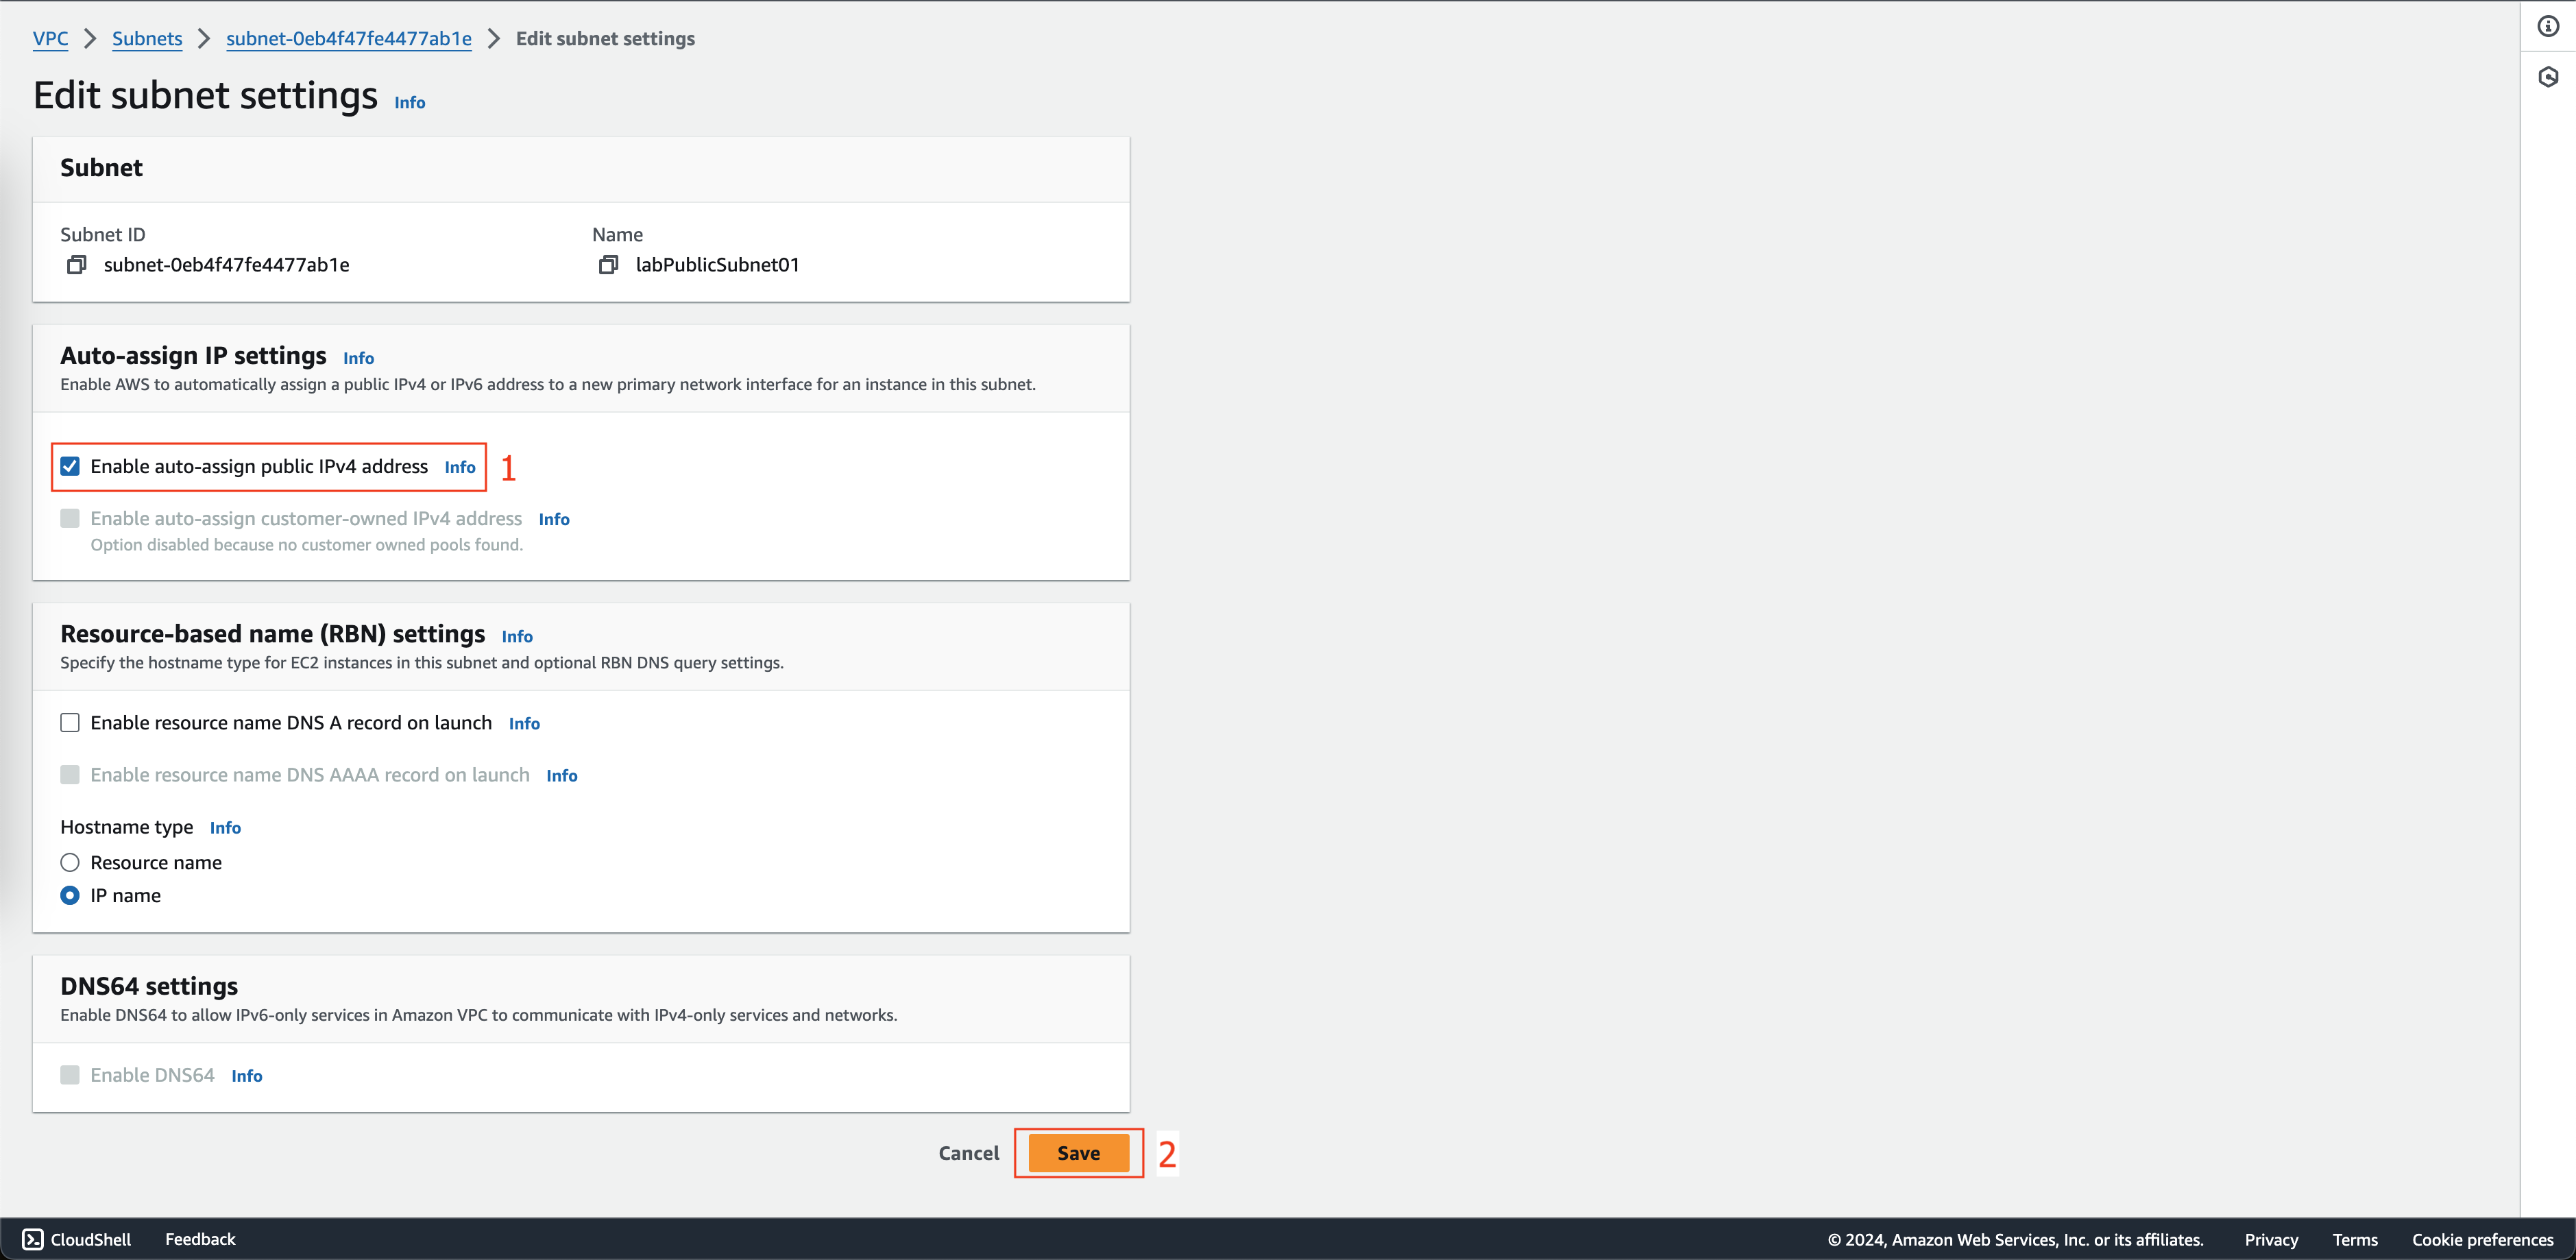 VPC > Subnets > subnet-0eb4f47fe4477ab1e > Edit subnet settings
Edit subnet settings Info
Subnet
Subnet ID Name
subnet-0eb4f47fe4477ab1e labPublicSubnet01
Auto-assign IP settings Info
Enable AWS to automatically assign a public IPv4 or IPv6 address to a new primary network interface for an instance in this subnet.
Enable auto-assign public IPv4 address Info 1
Enable auto-assign customer-owned IPv4 address Info
Option disabled because no customer owned pools found.
Resource-based name (RBN) settings Info
Specify the hostname type for EC2 instances in this subnet and optional RBN DNS query settings.
Enable resource name DNS A record on launch Info
Enable resource name DNS AAAA record on launch Info
Hostname type Info
Resource name
IP name
DNS64 settings
Enable DNS64 to allow IPv6-only services in Amazon VPC to communicate with IPv4-only services and networks.
Enable DNS64 Info
Cancel Save 2
CloudShell Feedback © 2024, Amazon Web Services, Inc. or its affiliates. Privacy Terms Cookie preferences